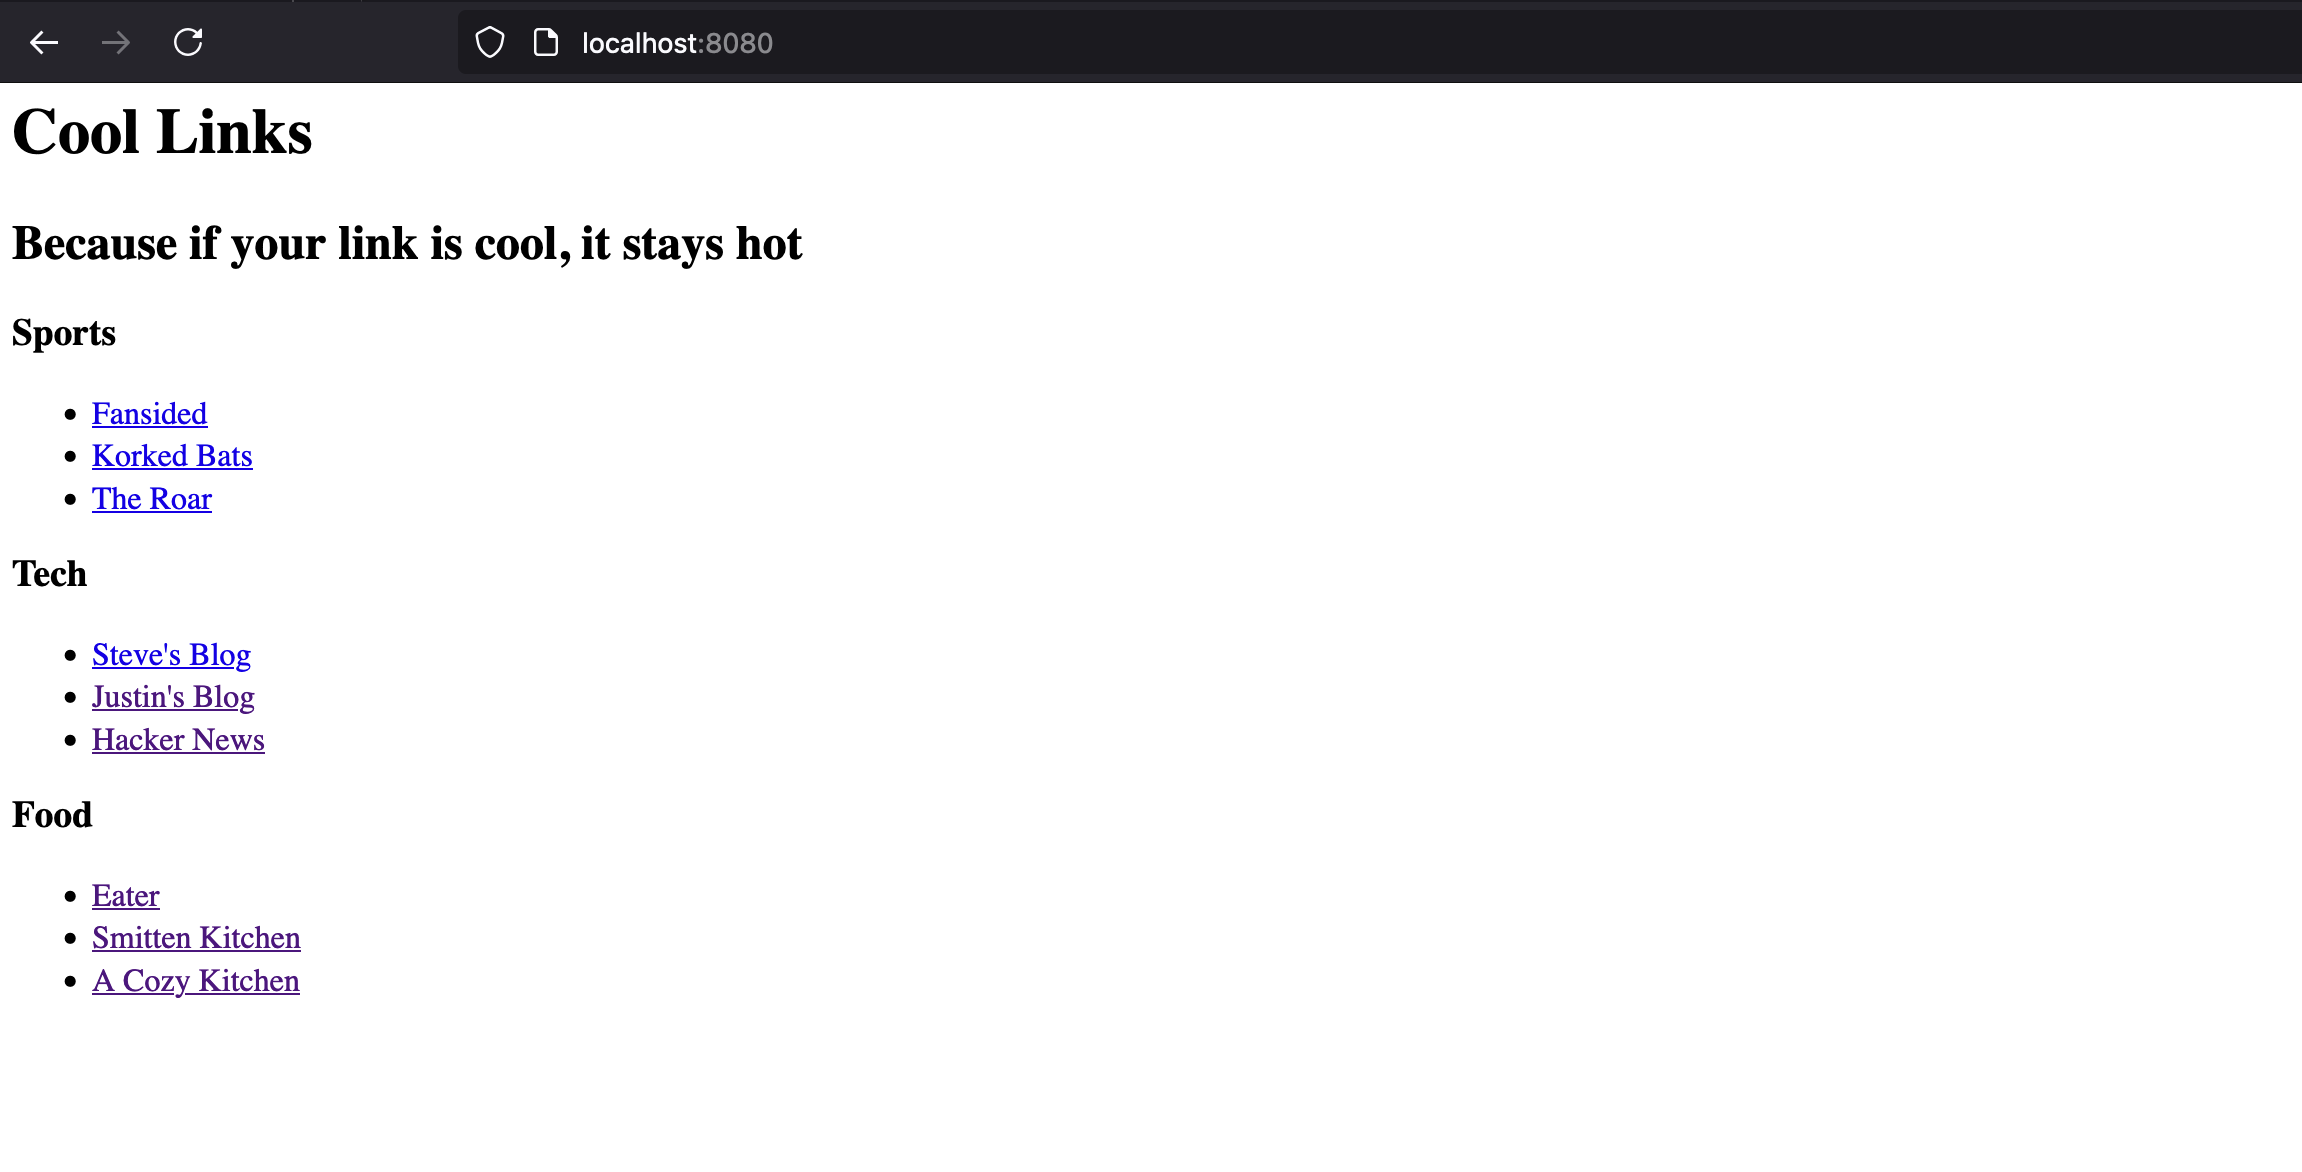 localhost:8080
Cool Links
Because if your link is cool, it stays hot
Sports
Fansided
Korked Bats
The Roar
Tech
Steve's Blog
Justin's Blog
Hacker News
Food
Eater
Smitten Kitchen
A Cozy Kitchen